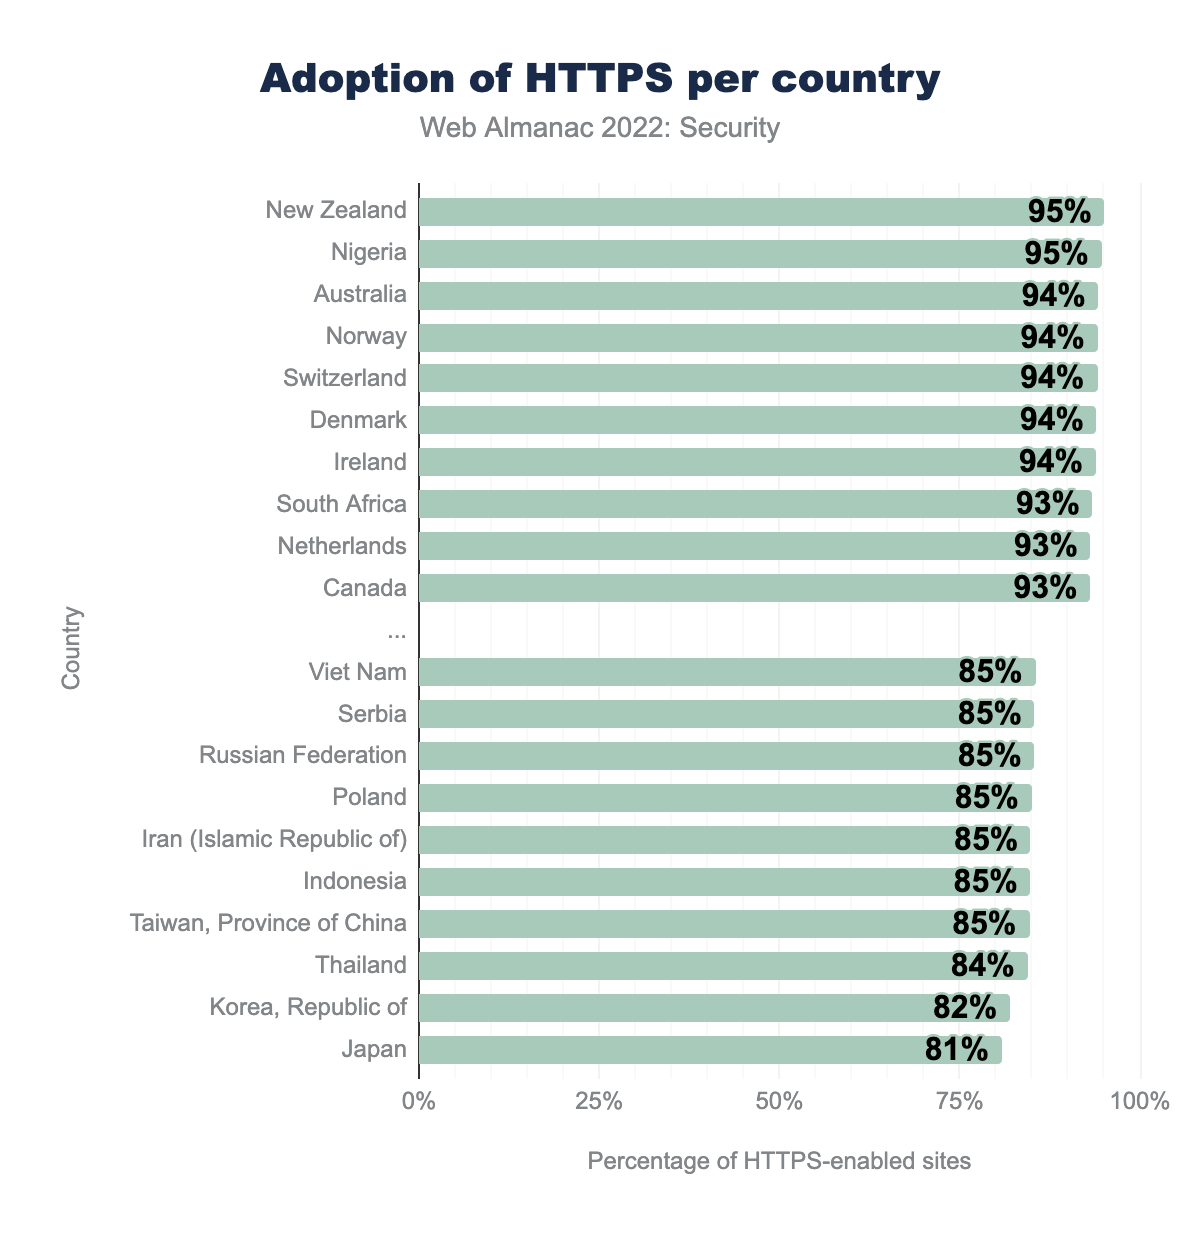 Adoption of HTTPS per country
Web Almanac 2022: Security
Country
New Zealand 95%
Nigeria 95%
Australia 94%
Norway 94%
Switzerland 94%
Denmark 94%
Ireland 94%
South Africa 93%
Netherlands 93%
Canada 93%
...
Viet Nam 85%
Serbia 85%
Russian Federation 85%
Poland 85%
Iran (Islamic Republic of) 85%
Indonesia 85%
Taiwan, Province of China 85%
Thailand 84%
Korea, Republic of 82%
Japan 81%
0% 25% 50% 75% 100%
Percentage of HTTPS-enabled sites